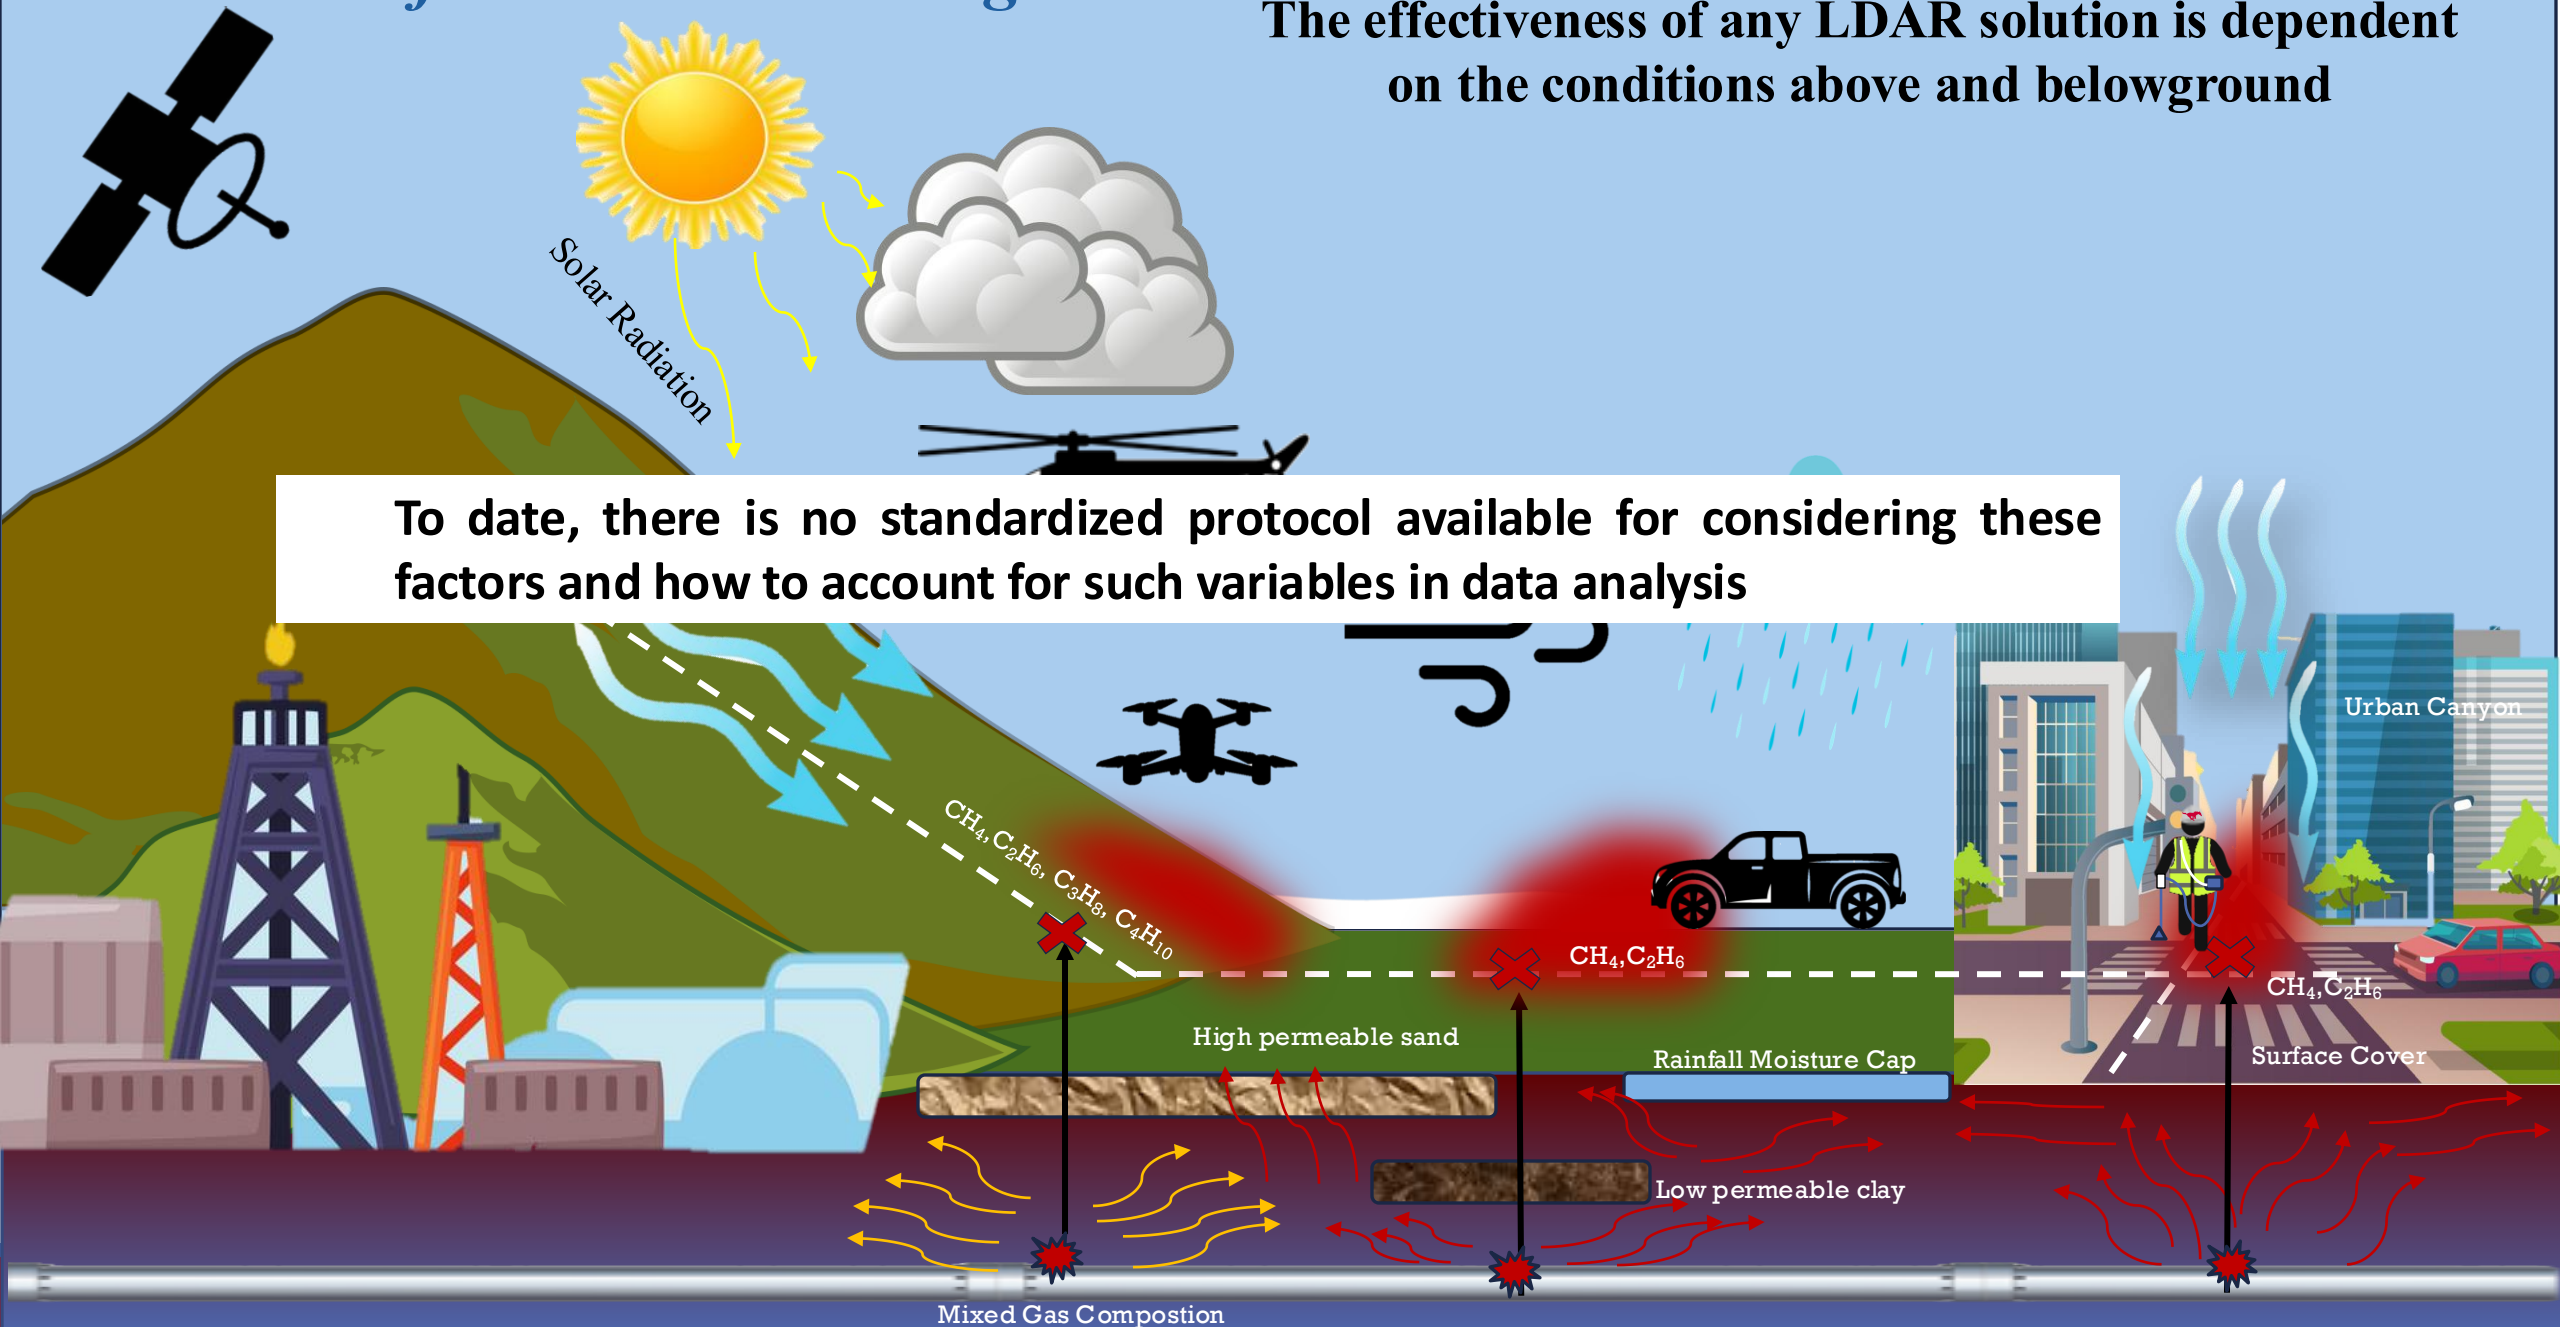 The effectiveness of any LDAR solution is dependent
on the conditions above and belowground
Solar Radiation
To date, there is no standardized protocol available for considering these
factors and how to account for such variables in data analysis
Urban Canyon
CH₄,C₂H₆, C₃H₈, C₄H₁₀
CH₄,C₂H₆
CH₄,C₂H₆
High permeable sand
Rainfall Moisture Cap
Surface Cover
Low permeable clay
Mixed Gas Compostion